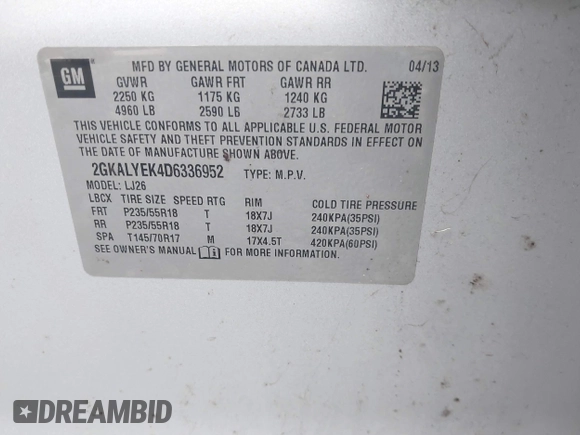 GM
MFD BY GENERAL MOTORS OF CANADA LTD. 04/13
GVWR GAWR FRT GAWR RR
2250 KG 1175 KG 1240 KG
4960 LB 2590 LB 2733 LB
THIS VEHICLE CONFORMS TO ALL APPLICABLE U.S. FEDERAL MOTOR
VEHICLE SAFETY AND THEFT PREVENTION STANDARDS IN EFFECT ON
THE DATE OF MANUFACTURE SHOWN ABOVE.
2GKALYEK4D6336952 TYPE: M.P.V.
MODEL: LJ26
LBCX TIRE SIZE SPEED RTG RIM COLD TIRE PRESSURE
FRT P235/55R18 T 18X7J 240KPA(35PSI)
RR P235/55R18 T 18X7J 240KPA(35PSI)
SPA T145/70R17 M 17X4.5T 420KPA(60PSI)
SEE OWNER'S MANUAL FOR MORE INFORMATION.
DREAMBID